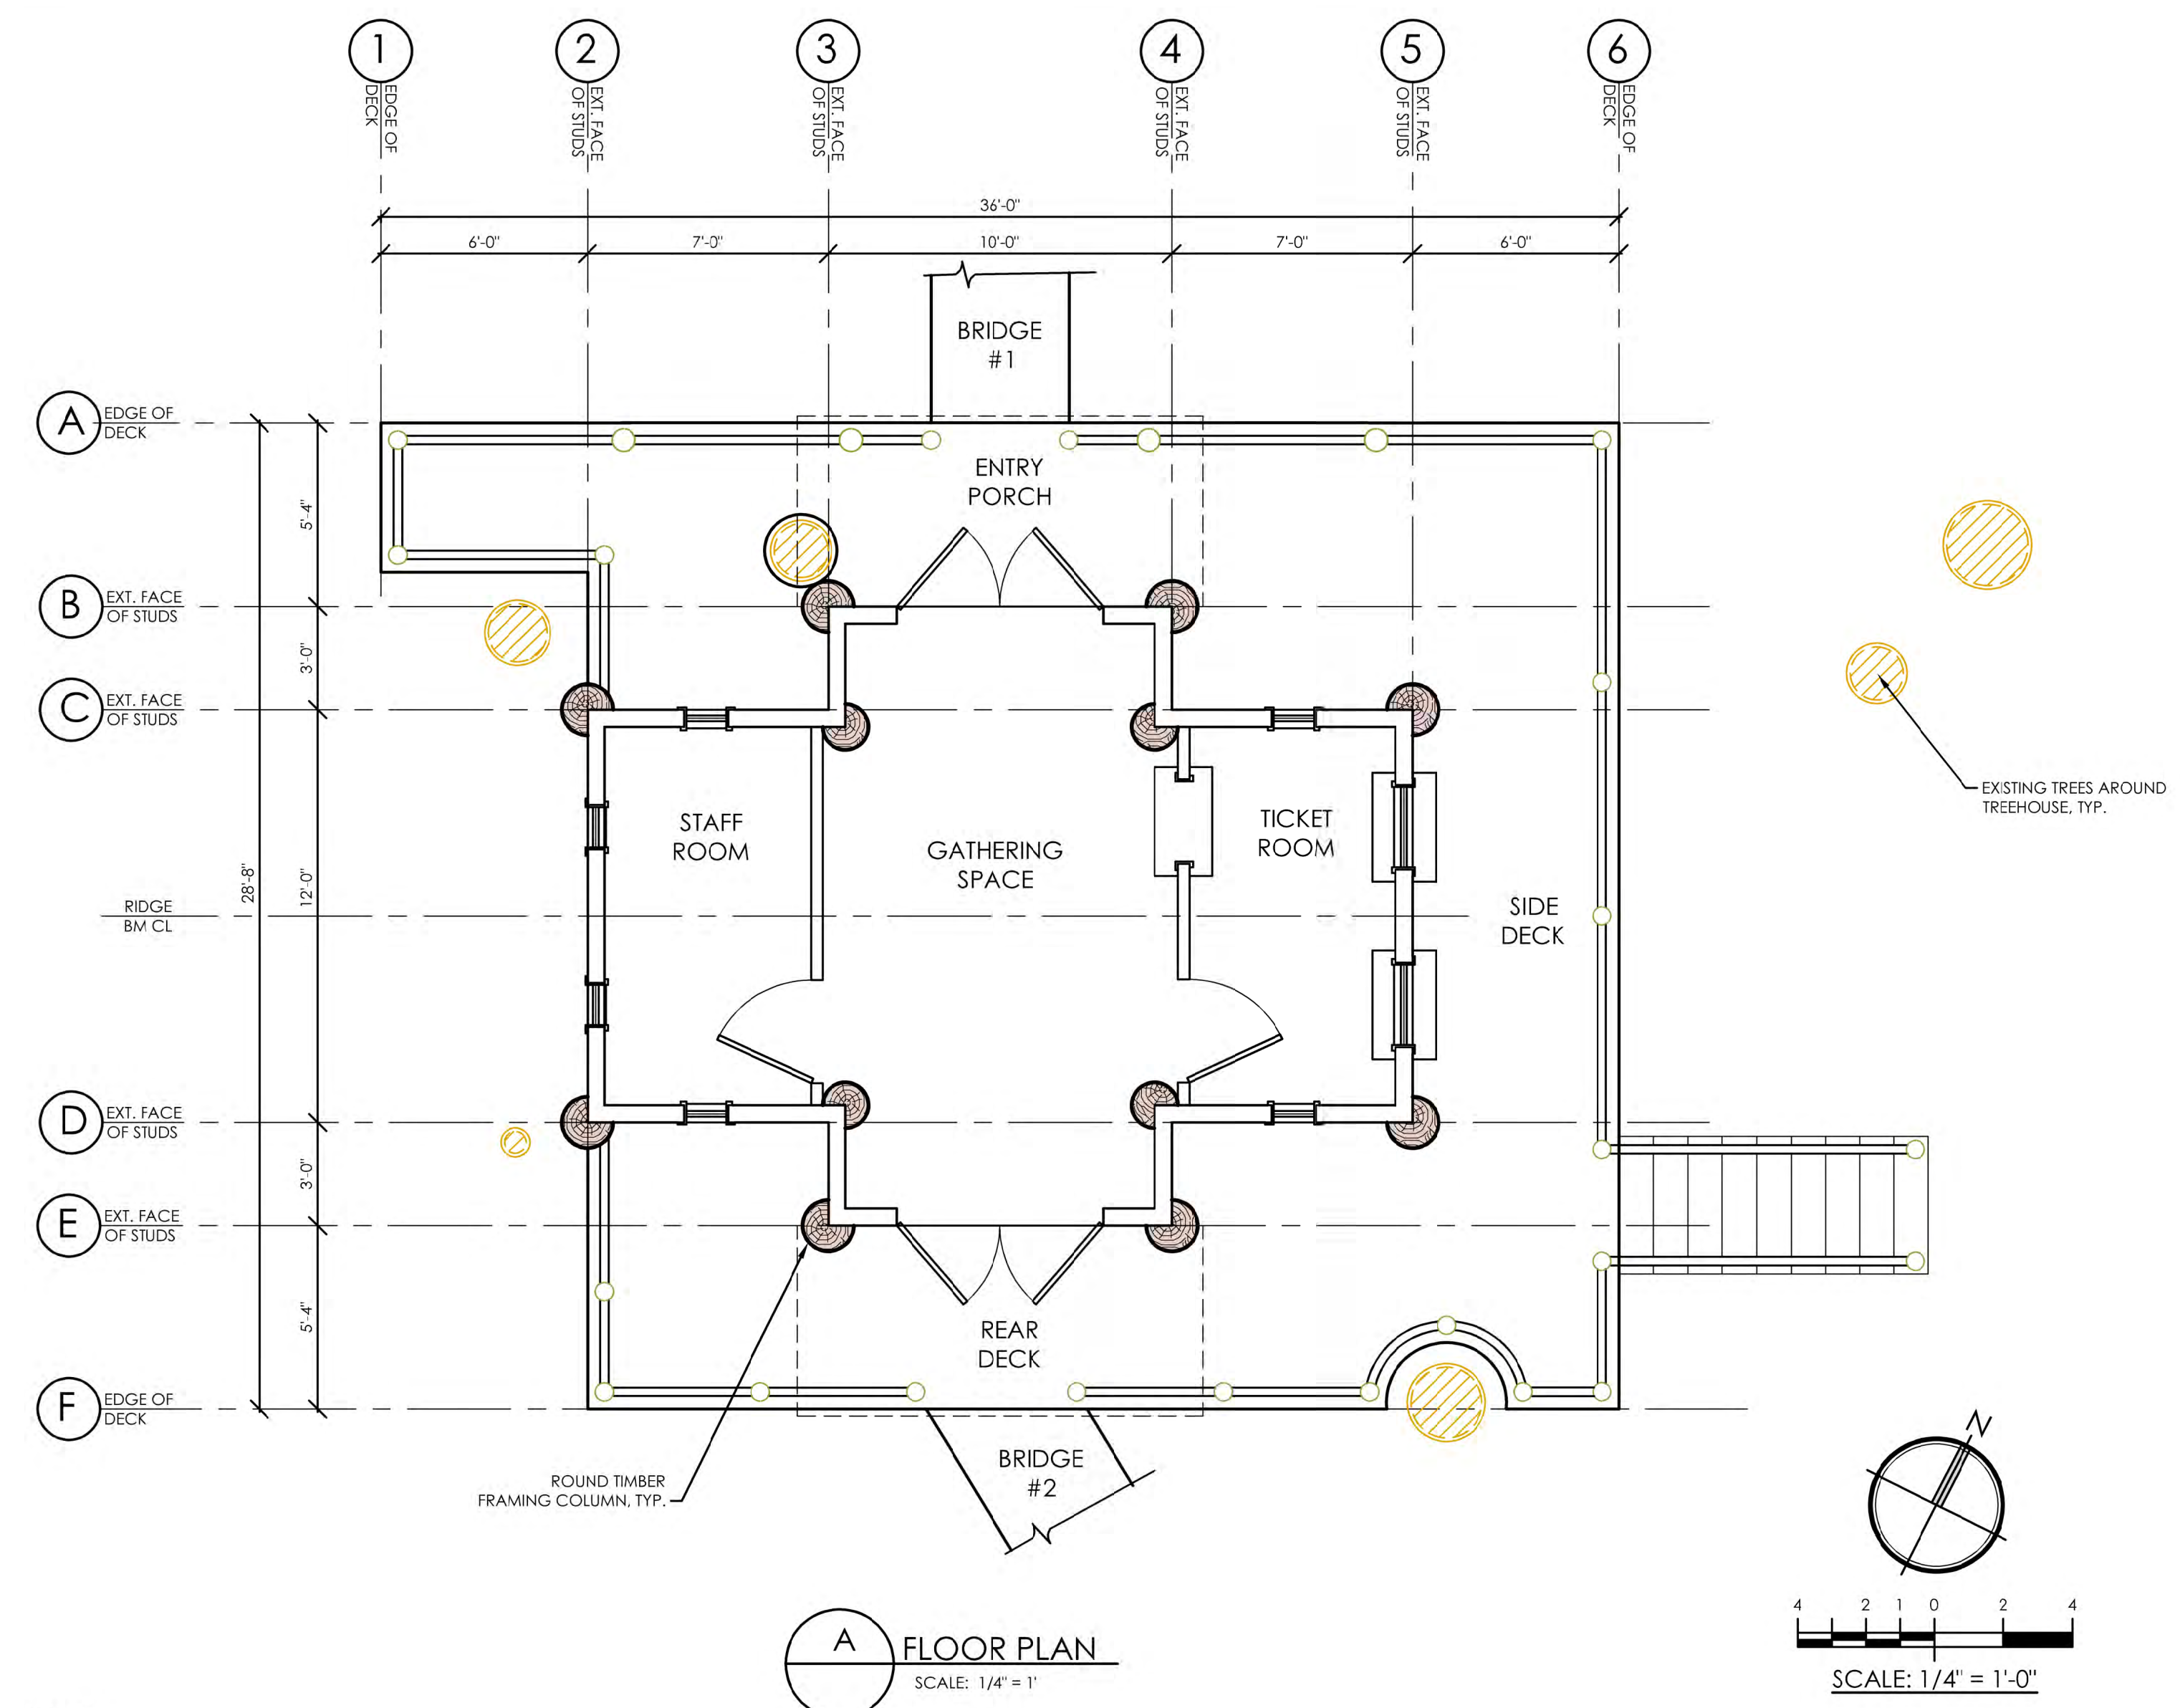 1
2
3
4
5
6
EDGE OF
DECK
EXT. FACE
OF STUDS
EXT. FACE
OF STUDS
EXT. FACE
OF STUDS
EXT. FACE
OF STUDS
EDGE OF
DECK
36'-0"
6'-0"
7'-0"
10'-0"
7'-0"
6'-0"
BRIDGE
#1
A
EDGE OF
DECK
ENTRY
PORCH
5'-4"
B
EXT. FACE
OF STUDS
3'-0"
C
EXT. FACE
OF STUDS
EXISTING TREES AROUND
TREEHOUSE, TYP.
STAFF
ROOM
GATHERING
SPACE
TICKET
ROOM
28'-8"
12'-0"
RIDGE
BM CL
SIDE
DECK
D
EXT. FACE
OF STUDS
3'-0"
E
EXT. FACE
OF STUDS
5'-4"
REAR
DECK
F
EDGE OF
DECK
ROUND TIMBER
FRAMING COLUMN, TYP.
BRIDGE
#2
N
4 2 1 0 2 4
SCALE: 1/4" = 1'-0"
A
FLOOR PLAN
SCALE: 1/4" = 1'